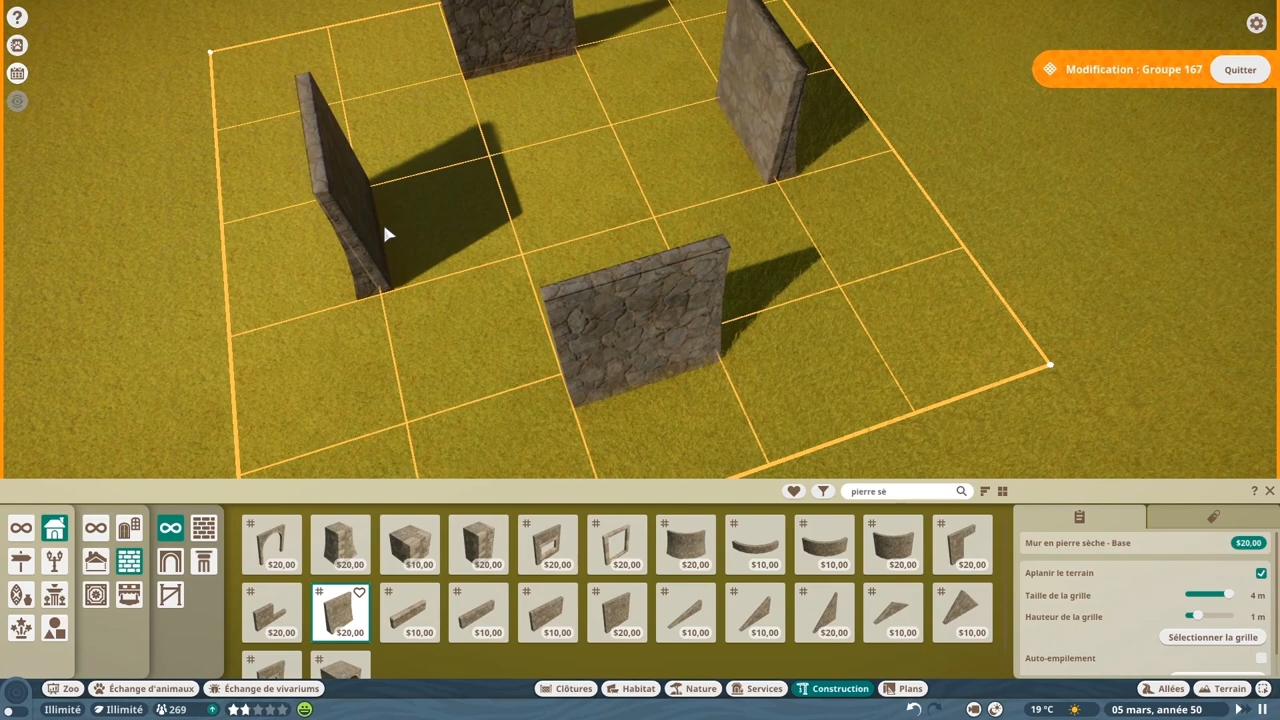 ?
Modification : Groupe 167
Quitter
pierre sè
?
$20,00
$20,00
$10,00
$20,00
$20,00
$20,00
$20,00
$10,00
$10,00
$20,00
$20,00
$20,00
$20,00
$10,00
$10,00
$10,00
$20,00
$10,00
$10,00
$20,00
$10,00
$10,00
Mur en pierre sèche - Base
$20,00
Aplanir le terrain
Taille de la grille
4 m
Hauteur de la grille
1 m
Sélectionner la grille
Auto-empilement
Zoo
Échange d'animaux
Échange de vivariums
Clôtures
Habitat
Nature
Services
Construction
Plans
Allées
Terrain
Illimité
Illimité
269
19 °C
05 mars, année 50